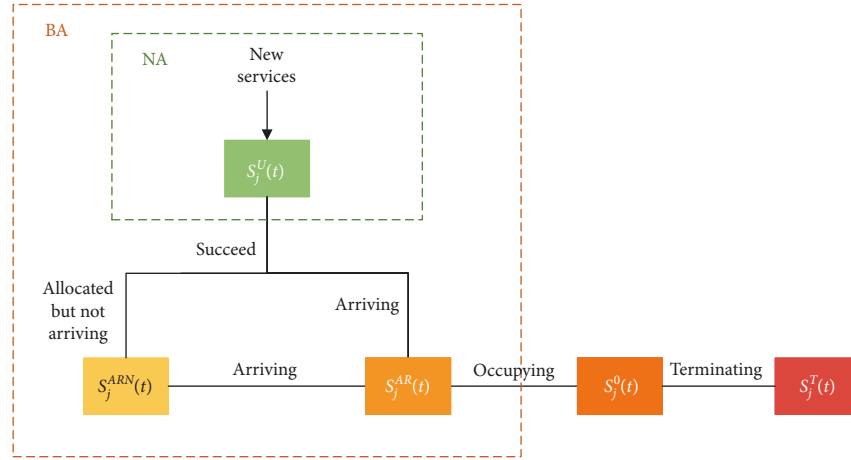 BA
NA
New
services
S_j^U(t)
Succeed
Allocated
but not
arriving
Arriving
S_j^{ARN}(t)
Arriving
S_j^{AR}(t)
Occupying
S_j^0(t)
Terminating
S_j^T(t)